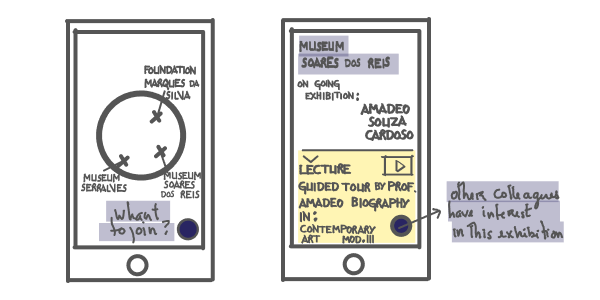 FOUNDATION
MARQUES DA
SILVA
MUSEUM
SERRALVES
MUSEUM
SOARES
DOS REIS
Whant
to join?
MUSEUM
SOARES DOS REIS
ON GOING
EXHIBITION:
AMADEO
SOUZA
CARDOSO
LECTURE
GUIDED TOUR BY PROF.
AMADEO BIOGRAPHY
IN:
CONTEMPORARY
ART MOD.III
other colleagues
have interest
in this exhibition